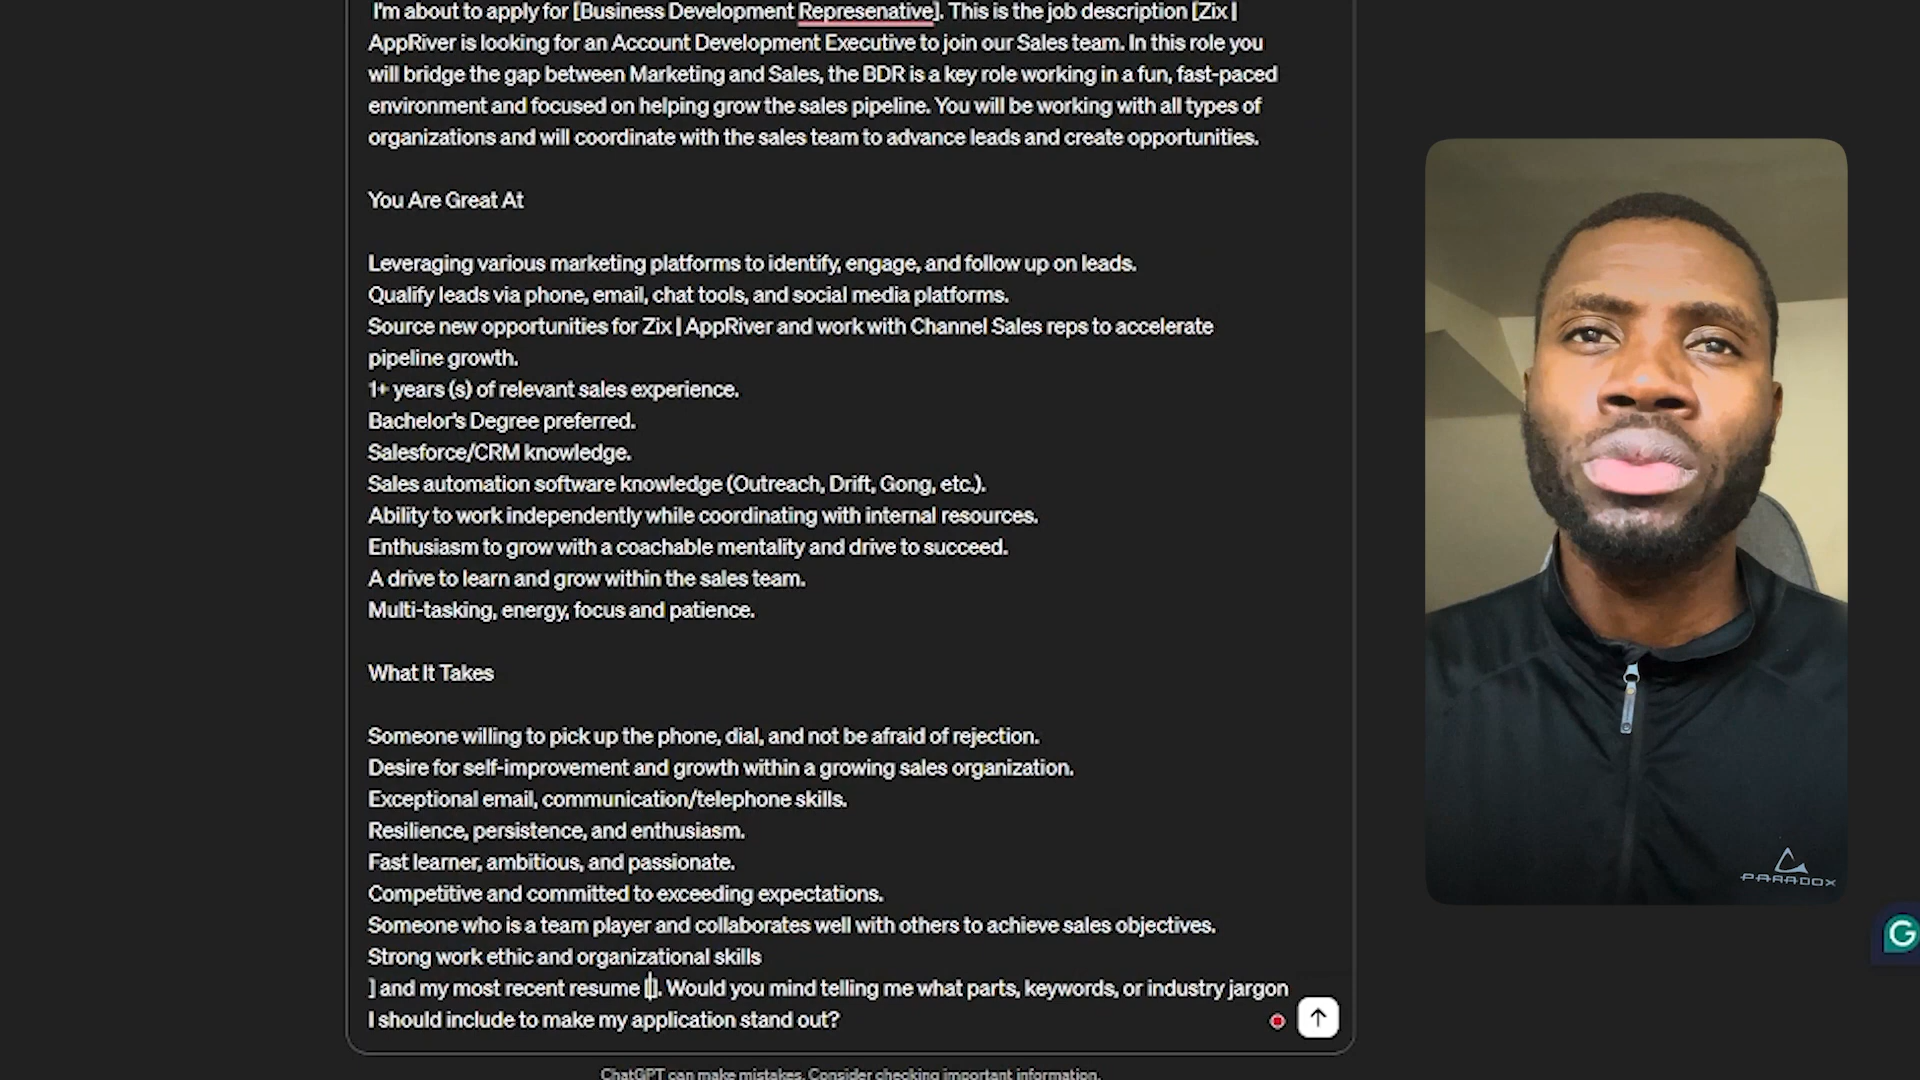 I'm about to apply for [Business Development Represenative]. This is the job description [Zix |
AppRiver is looking for an Account Development Executive to join our Sales team. In this role you
will bridge the gap between Marketing and Sales, the BDR is a key role working in a fun, fast-paced
environment and focused on helping grow the sales pipeline. You will be working with all types of
organizations and will coordinate with the sales team to advance leads and create opportunities.
You Are Great At
Leveraging various marketing platforms to identify, engage, and follow up on leads.
Qualify leads via phone, email, chat tools, and social media platforms.
Source new opportunities for Zix | AppRiver and work with Channel Sales reps to accelerate
pipeline growth.
1+ years (s) of relevant sales experience.
Bachelor's Degree preferred.
Salesforce/CRM knowledge.
Sales automation software knowledge (Outreach, Drift, Gong, etc.).
Ability to work independently while coordinating with internal resources.
Enthusiasm to grow with a coachable mentality and drive to succeed.
A drive to learn and grow within the sales team.
Multi-tasking, energy, focus and patience.
What It Takes
Someone willing to pick up the phone, dial, and not be afraid of rejection.
Desire for self-improvement and growth within a growing sales organization.
Exceptional email, communication/telephone skills.
Resilience, persistence, and enthusiasm.
Fast learner, ambitious, and passionate.
Competitive and committed to exceeding expectations.
Someone who is a team player and collaborates well with others to achieve sales objectives.
Strong work ethic and organizational skills
] and my most recent resume []. Would you mind telling me what parts, keywords, or industry jargon
I should include to make my application stand out?
ChatGPT can make mistakes. Consider checking important information.
PARADOX
G